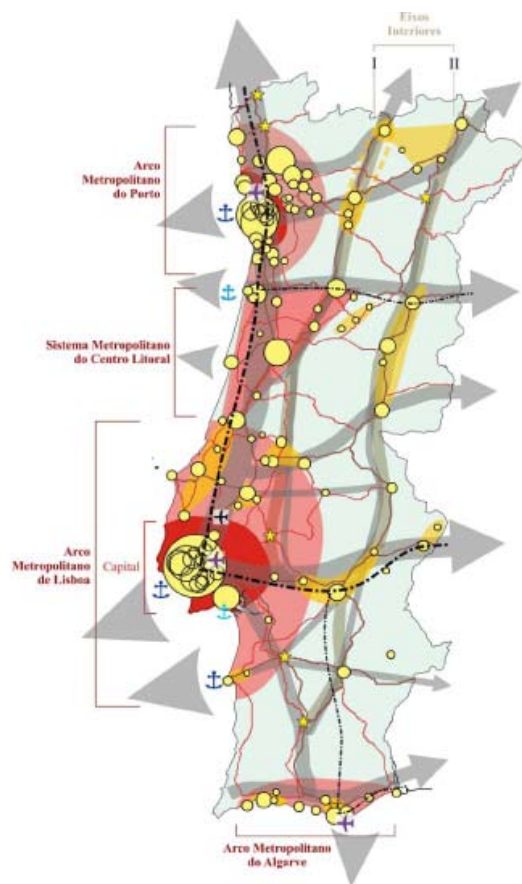 Eixos
Interiores
I
II
Arco
Metropolitano
do Porto
Sistema Metropolitano
do Centro Litoral
Arco
Metropolitano
de Lisboa
Capital
Arco Metropolitano
do Algarve